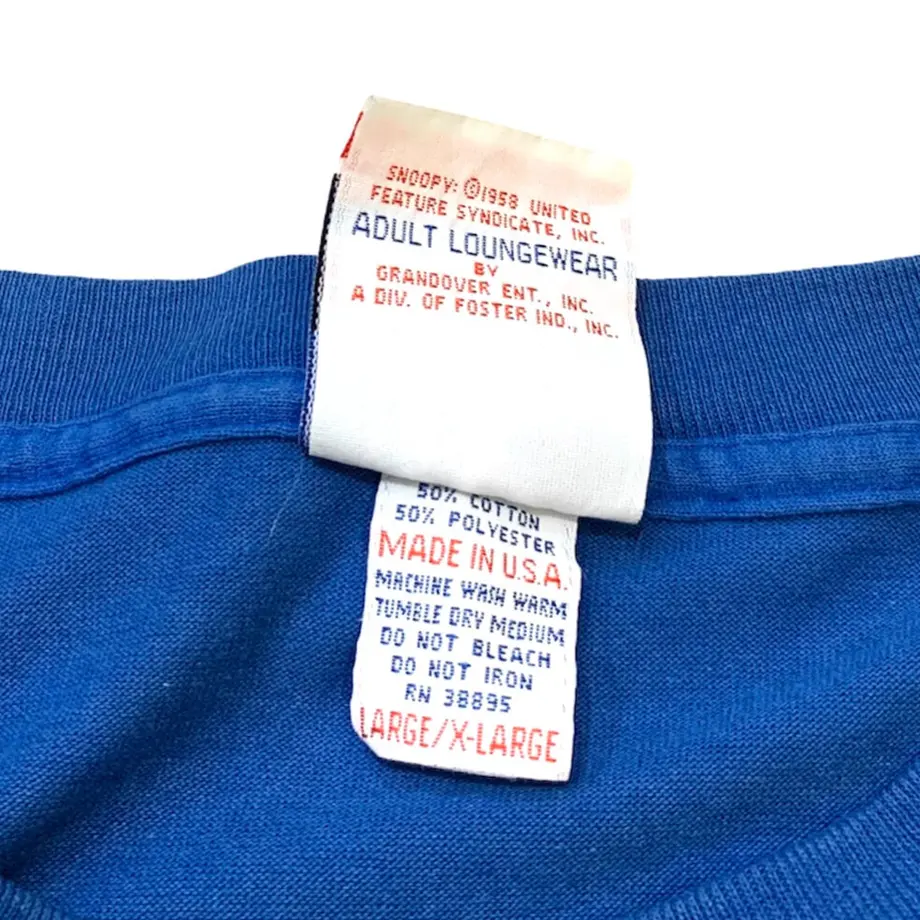 SNOOPY: ©1958 UNITED
FEATURE SYNDICATE, INC.
ADULT LOUNGEWEAR
BY
GRANDOVER ENT., INC.
A DIV. OF FOSTER IND., INC.
50% COTTON
50% POLYESTER
MADE IN U.S.A.
MACHINE WASH WARM
TUMBLE DRY MEDIUM
DO NOT BLEACH
DO NOT IRON
RN 38895
LARGE/X-LARGE